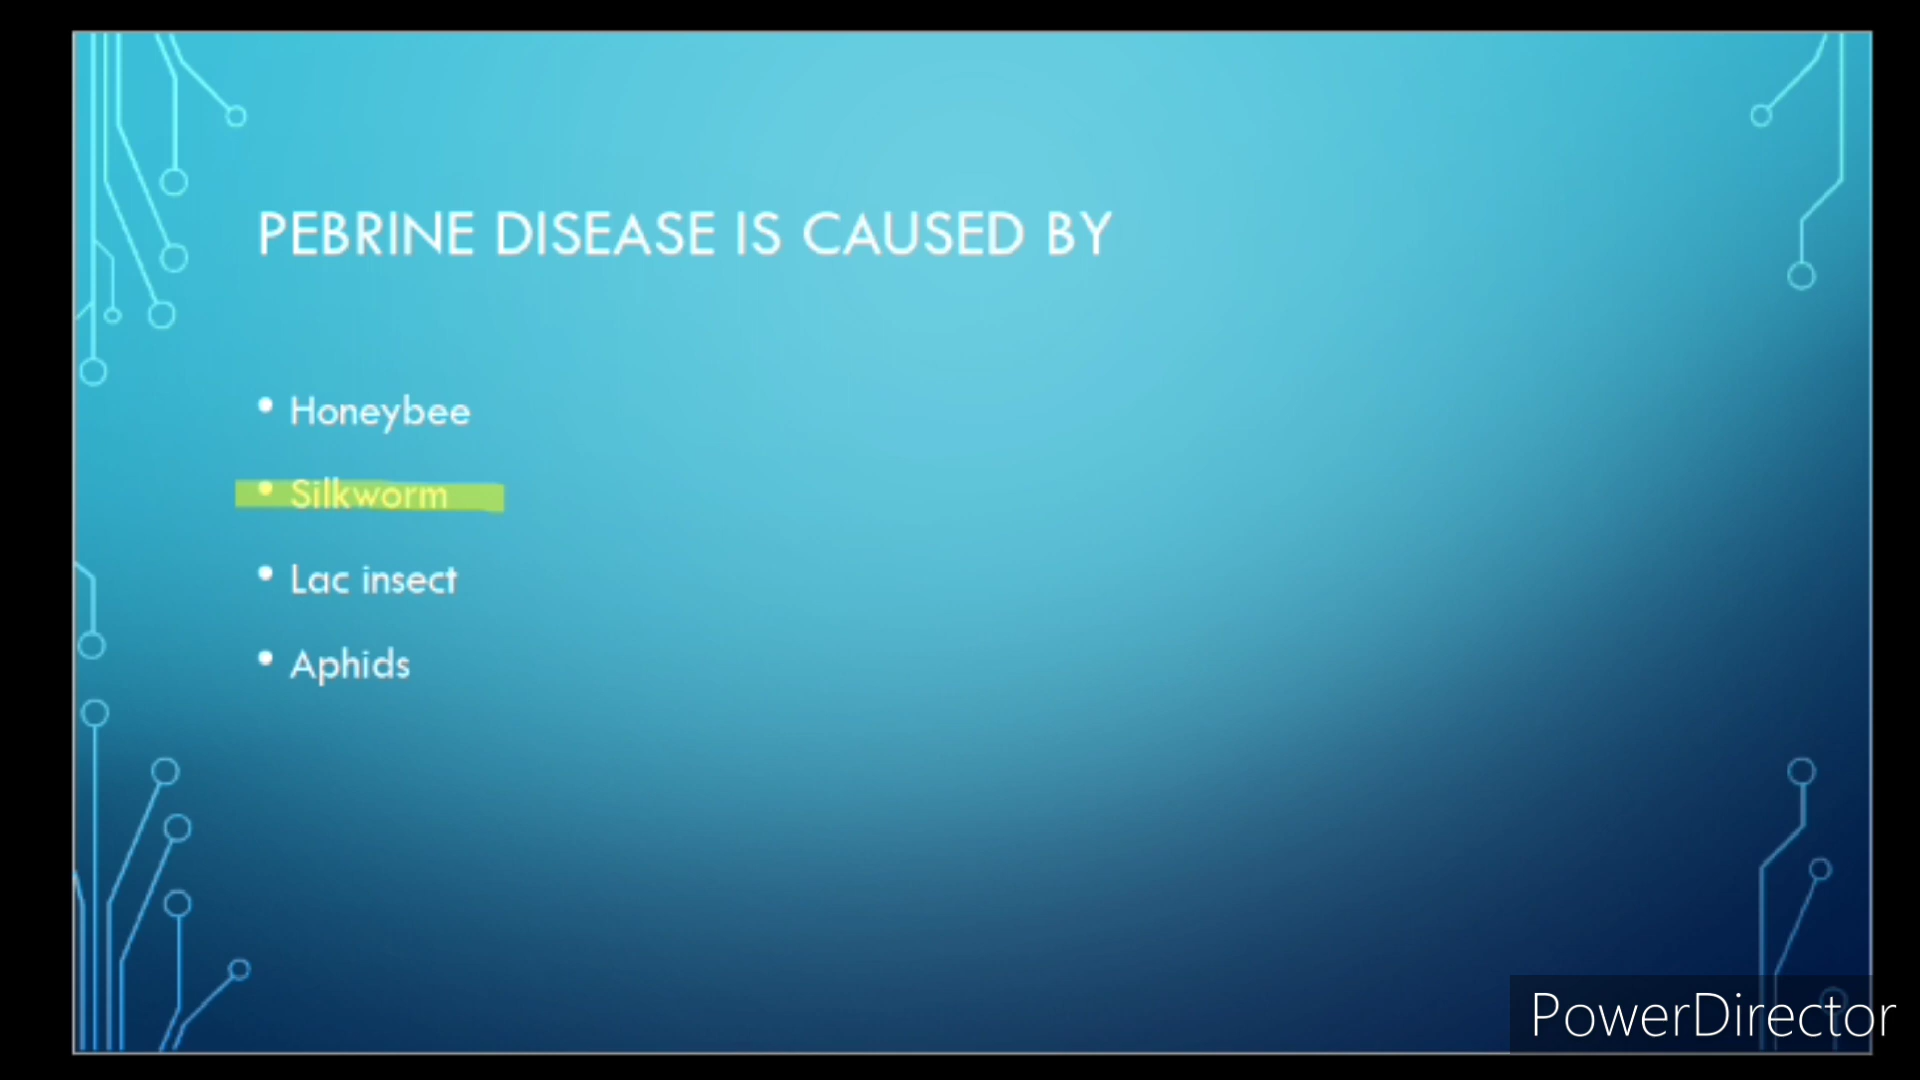 PEBRINE DISEASE IS CAUSED BY
• Honeybee
• Silkworm
• Lac insect
• Aphids
PowerDirector